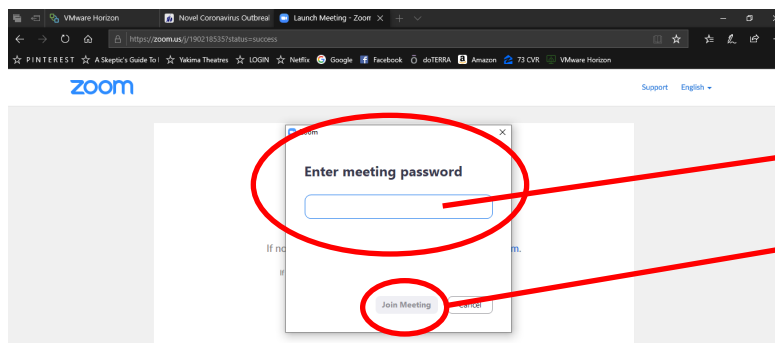 VMware Horizon Novel Coronavirus Outbreal Launch Meeting - Zoom
https://zoom.us/j/190218535?status=success
PINTEREST A Skeptic's Guide To I Yakima Theatres LOGIN Netflix Google Facebook doTERRA Amazon 73 CVR VMware Horizon
zoom Support English
Zoom
Enter meeting password
If no m.
If
Join Meeting Cancel